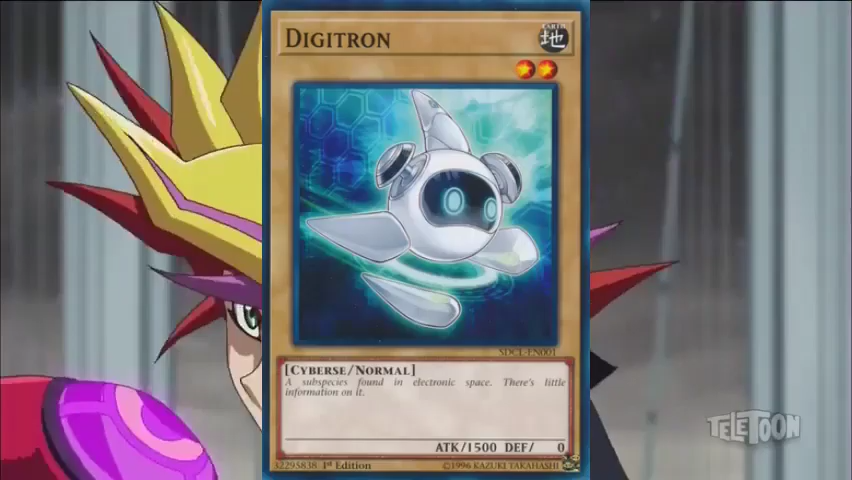 DIGITRON
EARTH
地
SDCL-EN001
[CYBERSE/NORMAL]
A subspecies found in electronic space. There's little
information on it.
ATK/1500 DEF/ 0
32295838 1st Edition
©1996 KAZUKI TAKAHASHI
TELETOON